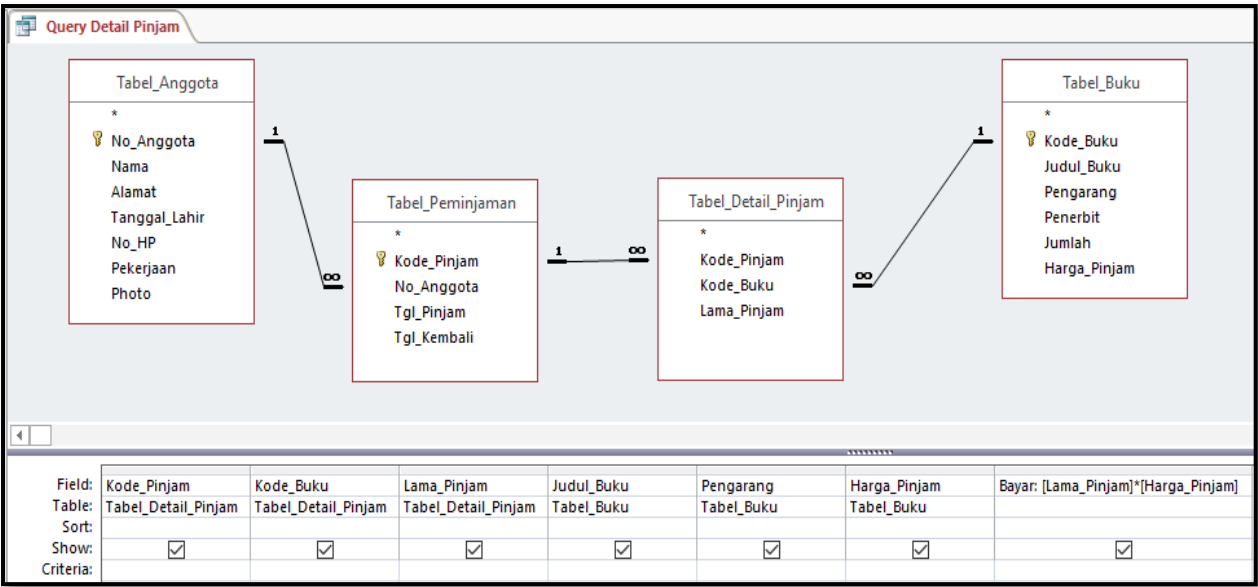 Query Detail Pinjam
Tabel_Anggota
*
No_Anggota
Nama
Alamat
Tanggal_Lahir
No_HP
Pekerjaan
Photo
1
∞
Tabel_Peminjaman
*
Kode_Pinjam
No_Anggota
Tgl_Pinjam
Tgl_Kembali
1
∞
Tabel_Detail_Pinjam
*
Kode_Pinjam
Kode_Buku
Lama_Pinjam
∞
1
Tabel_Buku
*
Kode_Buku
Judul_Buku
Pengarang
Penerbit
Jumlah
Harga_Pinjam
Field: Kode_Pinjam Kode_Buku Lama_Pinjam Judul_Buku Pengarang Harga_Pinjam Bayar: [Lama_Pinjam]*[Harga_Pinjam]
Table: Tabel_Detail_Pinjam Tabel_Detail_Pinjam Tabel_Detail_Pinjam Tabel_Buku Tabel_Buku Tabel_Buku
Sort:
Show:
Criteria: